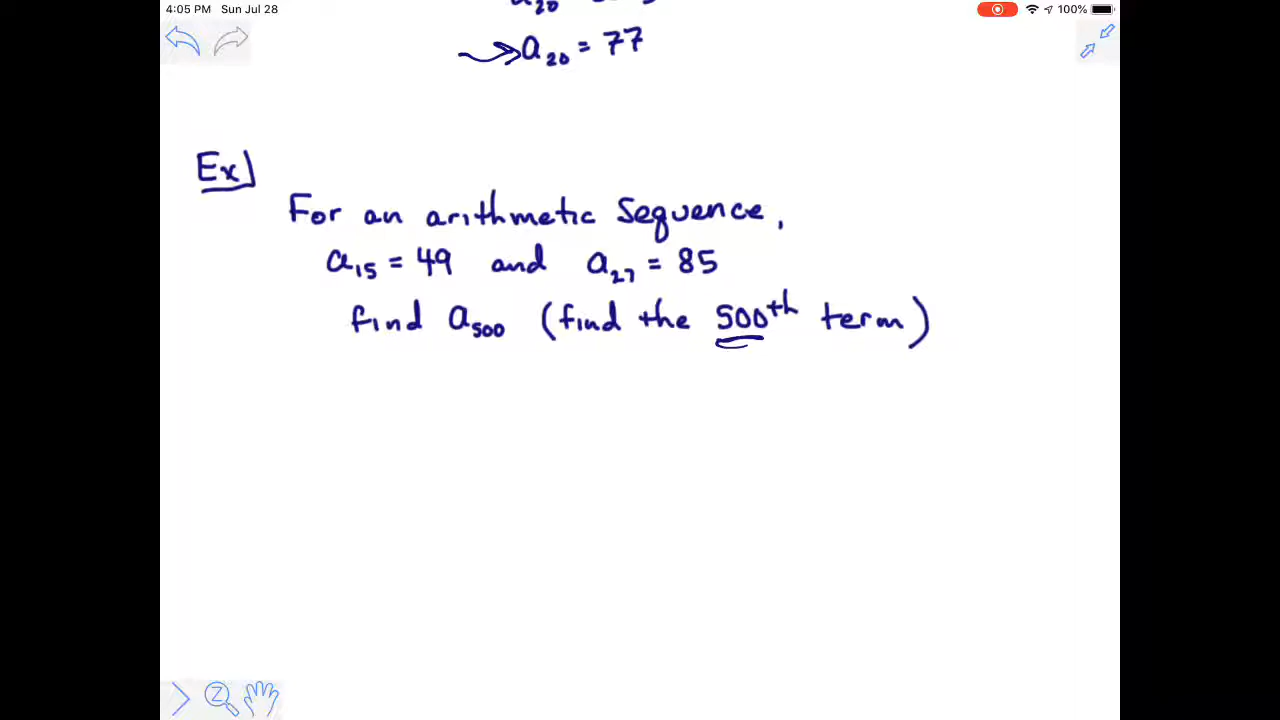 4:05 PM Sun Jul 28 100%
a₂₀ = 77
Ex]
For an arithmetic sequence,
a₁₅ = 49 and a₂₇ = 85
find a₅₀₀ (find the 500ᵗʰ term)
Z